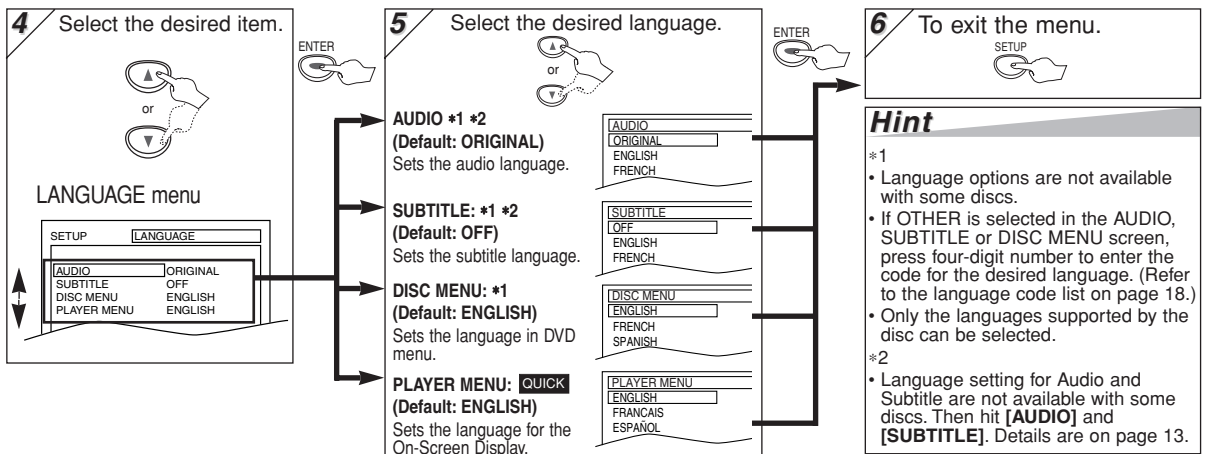 4 Select the desired item.
or
LANGUAGE menu
SETUP LANGUAGE
AUDIO ORIGINAL
SUBTITLE OFF
DISC MENU ENGLISH
PLAYER MENU ENGLISH
ENTER
5 Select the desired language.
or
AUDIO *1 *2
(Default: ORIGINAL)
Sets the audio language.
AUDIO
ORIGINAL
ENGLISH
FRENCH
SUBTITLE: *1 *2
(Default: OFF)
Sets the subtitle language.
SUBTITLE
OFF
ENGLISH
FRENCH
DISC MENU: *1
(Default: ENGLISH)
Sets the language in DVD
menu.
DISC MENU
ENGLISH
FRENCH
SPANISH
PLAYER MENU: QUICK
(Default: ENGLISH)
Sets the language for the
On-Screen Display.
PLAYER MENU
ENGLISH
FRANCAIS
ESPAÑOL
ENTER
6 To exit the menu.
SETUP
Hint
*1
• Language options are not available
with some discs.
• If OTHER is selected in the AUDIO,
SUBTITLE or DISC MENU screen,
press four-digit number to enter the
code for the desired language. (Refer
to the language code list on page 18.)
• Only the languages supported by the
disc can be selected.
*2
• Language setting for Audio and
Subtitle are not available with some
discs. Then hit [AUDIO] and
[SUBTITLE]. Details are on page 13.